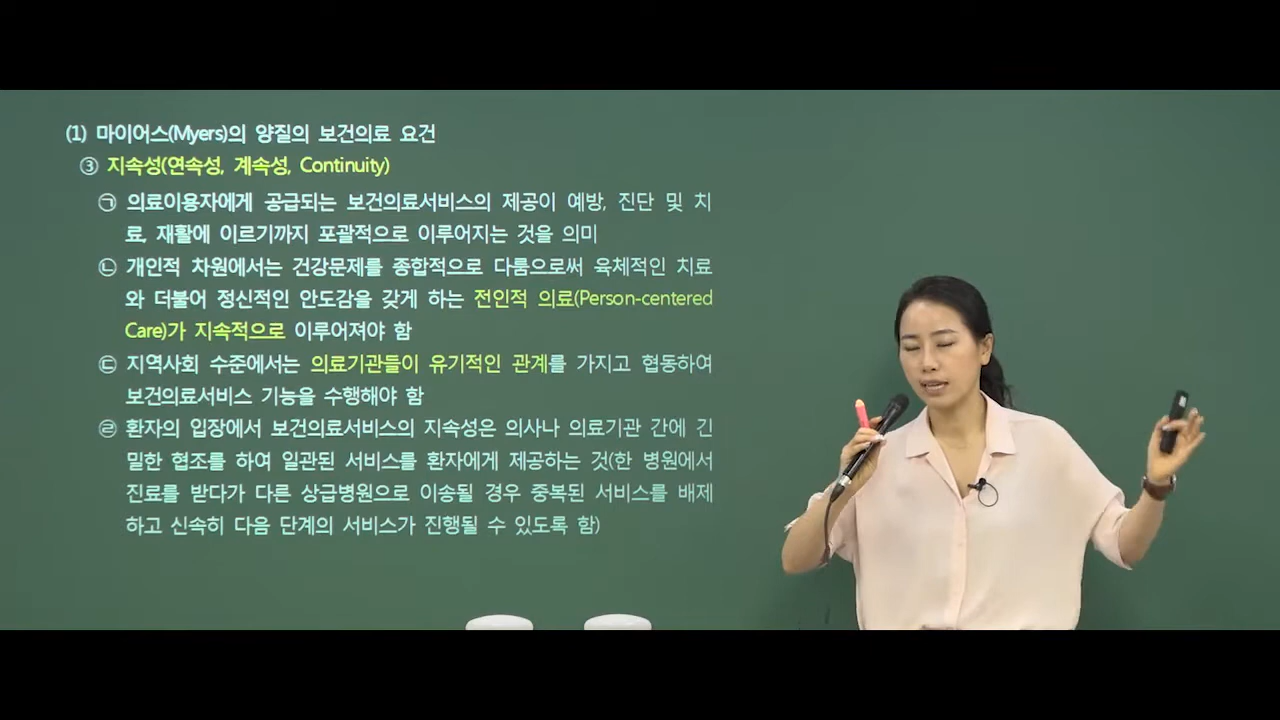 (1) 마이어스(Myers)의 양질의 보건의료 요건
③ 지속성(연속성, 계속성, Continuity)
㉠ 의료이용자에게 공급되는 보건의료서비스의 제공이 예방, 진단 및 치
료, 재활에 이르기까지 포괄적으로 이루어지는 것을 의미
㉡ 개인적 차원에서는 건강문제를 종합적으로 다룸으로써 육체적인 치료
와 더불어 정신적인 안도감을 갖게 하는 전인적 의료(Person-centered
Care)가 지속적으로 이루어져야 함
㉢ 지역사회 수준에서는 의료기관들이 유기적인 관계를 가지고 협동하여
보건의료서비스 기능을 수행해야 함
㉣ 환자의 입장에서 보건의료서비스의 지속성은 의사나 의료기관 간에 긴
밀한 협조를 하여 일관된 서비스를 환자에게 제공하는 것(한 병원에서
진료를 받다가 다른 상급병원으로 이송될 경우 중복된 서비스를 배제
하고 신속히 다음 단계의 서비스가 진행될 수 있도록 함)